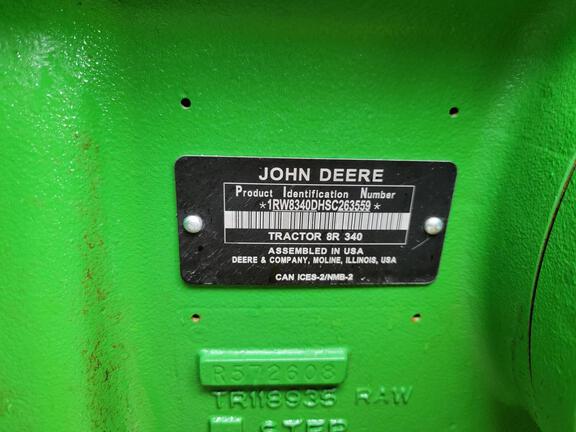 JOHN DEERE
Product Identification Number
*1RW8340DHSC263559*
TRACTOR 8R 340
ASSEMBLED IN USA
DEERE & COMPANY, MOLINE, ILLINOIS, USA
CAN ICES-2/NMB-2
R572608
TR118935 RAW